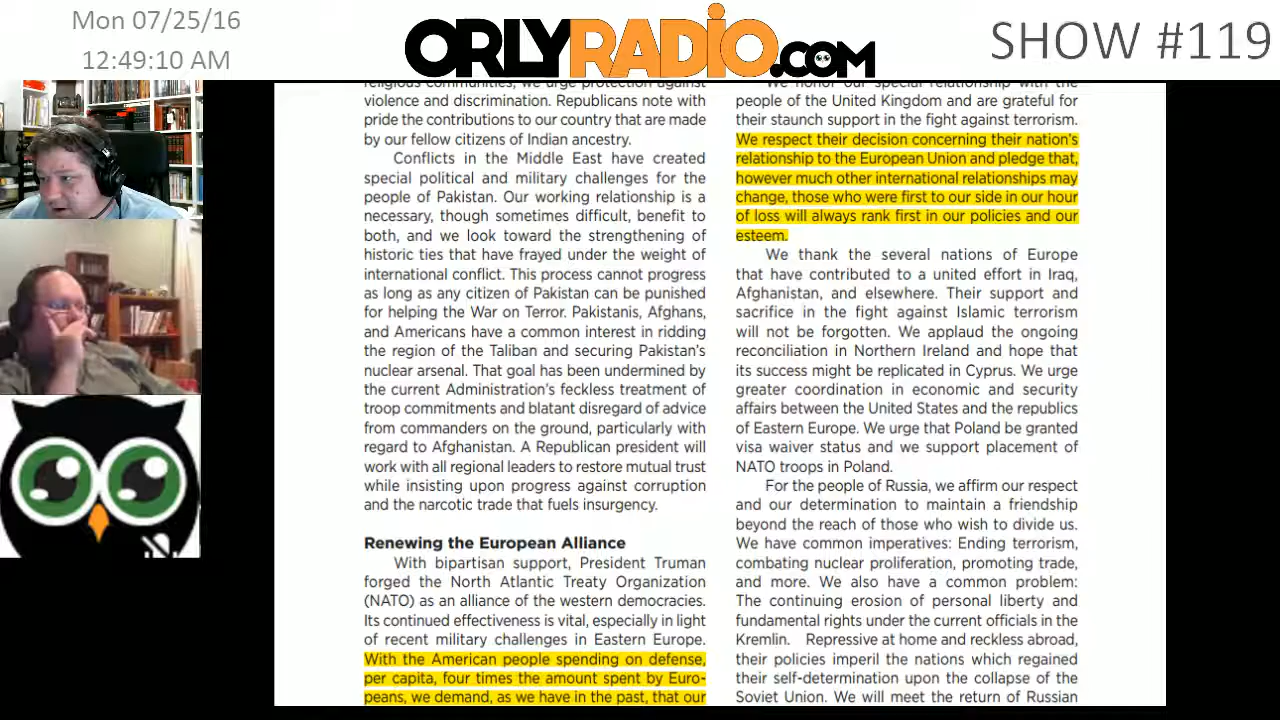 Mon 07/25/16
12:49:10 AM
ORLYRADIO.COM
SHOW #119
religious communities, we urge protection against
violence and discrimination. Republicans note with
pride the contributions to our country that are made
by our fellow citizens of Indian ancestry.
Conflicts in the Middle East have created
special political and military challenges for the
people of Pakistan. Our working relationship is a
necessary, though sometimes difficult, benefit to
both, and we look toward the strengthening of
historic ties that have frayed under the weight of
international conflict. This process cannot progress
as long as any citizen of Pakistan can be punished
for helping the War on Terror. Pakistanis, Afghans,
and Americans have a common interest in ridding
the region of the Taliban and securing Pakistan's
nuclear arsenal. That goal has been undermined by
the current Administration's feckless treatment of
troop commitments and blatant disregard of advice
from commanders on the ground, particularly with
regard to Afghanistan. A Republican president will
work with all regional leaders to restore mutual trust
while insisting upon progress against corruption
and the narcotic trade that fuels insurgency.
Renewing the European Alliance
With bipartisan support, President Truman
forged the North Atlantic Treaty Organization
(NATO) as an alliance of the western democracies.
Its continued effectiveness is vital, especially in light
of recent military challenges in Eastern Europe.
With the American people spending on defense,
per capita, four times the amount spent by Euro-
peans, we demand, as we have in the past, that our
We honor our special relationship with the
people of the United Kingdom and are grateful for
their staunch support in the fight against terrorism.
We respect their decision concerning their nation's
relationship to the European Union and pledge that,
however much other international relationships may
change, those who were first to our side in our hour
of loss will always rank first in our policies and our
esteem.
We thank the several nations of Europe
that have contributed to a united effort in Iraq,
Afghanistan, and elsewhere. Their support and
sacrifice in the fight against Islamic terrorism
will not be forgotten. We applaud the ongoing
reconciliation in Northern Ireland and hope that
its success might be replicated in Cyprus. We urge
greater coordination in economic and security
affairs between the United States and the republics
of Eastern Europe. We urge that Poland be granted
visa waiver status and we support placement of
NATO troops in Poland.
For the people of Russia, we affirm our respect
and our determination to maintain a friendship
beyond the reach of those who wish to divide us.
We have common imperatives: Ending terrorism,
combating nuclear proliferation, promoting trade,
and more. We also have a common problem:
The continuing erosion of personal liberty and
fundamental rights under the current officials in the
Kremlin. Repressive at home and reckless abroad,
their policies imperil the nations which regained
their self-determination upon the collapse of the
Soviet Union. We will meet the return of Russian